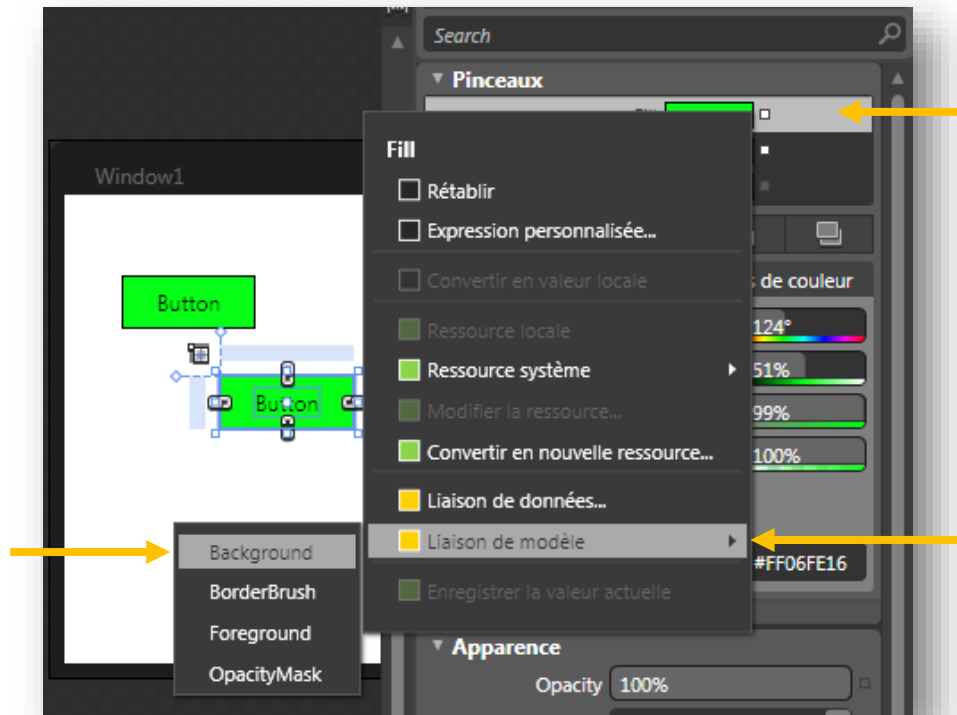 Search
Pinceaux
Fill
Rétablir
Expression personnalisée...
Convertir en valeur locale
Ressource locale
Ressource système
Modifier la ressource...
Convertir en nouvelle ressource...
Liaison de données...
Liaison de modèle
Enregistrer la valeur actuelle
Window1
Button
Button
Background
BorderBrush
Foreground
OpacityMask
de couleur
124°
51%
99%
100%
#FF06FE16
Apparence
Opacity 100%